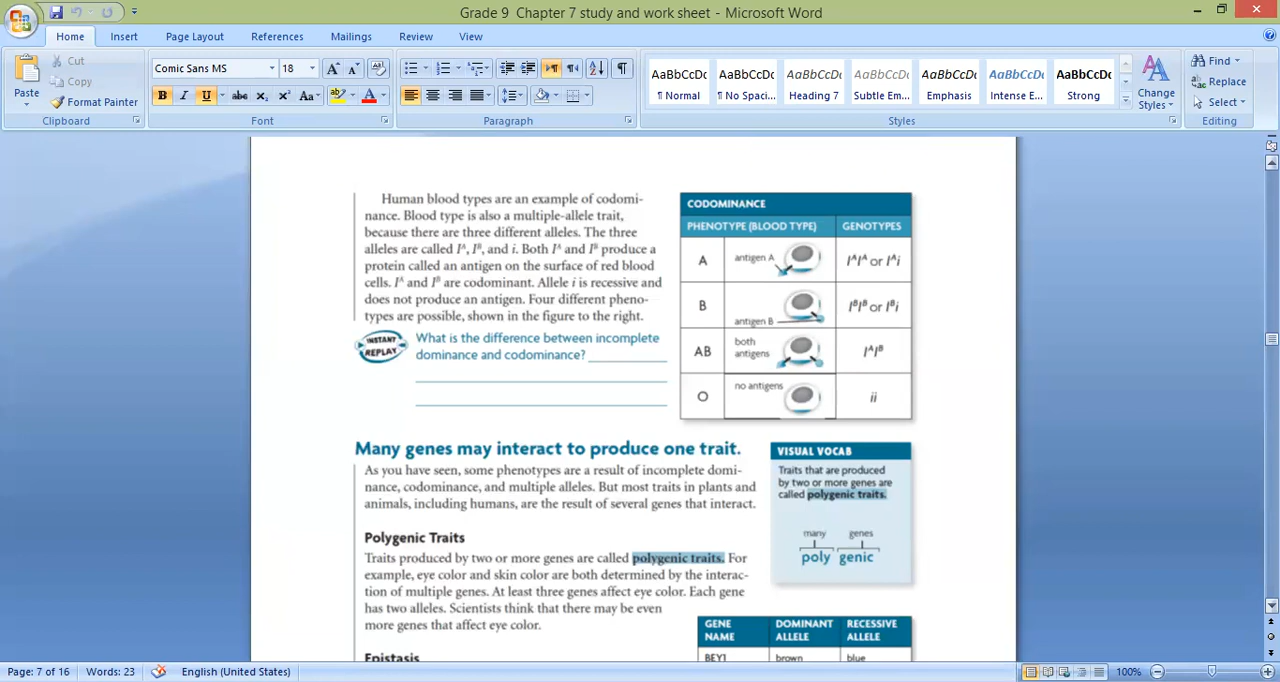 Grade 9 Chapter 7 study and work sheet - Microsoft Word
Home Insert Page Layout References Mailings Review View
Paste
Cut
Copy
Format Painter
Clipboard
Comic Sans MS 18
Font
Paragraph
AaBbCcDc AaBbCcDc AaBbCcDc AaBbCcDc AaBbCcDc AaBbCcDc AaBbCcDc
¶ Normal ¶ No Spaci... Heading 7 Subtle Em... Emphasis Intense E... Strong
Change Styles
Styles
Find
Replace
Select
Editing
Human blood types are an example of codomi-
nance. Blood type is also a multiple-allele trait,
because there are three different alleles. The three
alleles are called Iᴬ, Iᴮ, and i. Both Iᴬ and Iᴮ produce a
protein called an antigen on the surface of red blood
cells. Iᴬ and Iᴮ are codominant. Allele i is recessive and
does not produce an antigen. Four different pheno-
types are possible, shown in the figure to the right.
INSTANT REPLAY
What is the difference between incomplete
dominance and codominance?
CODOMINANCE
PHENOTYPE (BLOOD TYPE) GENOTYPES
A antigen A IᴬIᴬ or Iᴬi
B antigen B IᴮIᴮ or Iᴮi
AB both antigens IᴬIᴮ
O no antigens ii
Many genes may interact to produce one trait.
As you have seen, some phenotypes are a result of incomplete domi-
nance, codominance, and multiple alleles. But most traits in plants and
animals, including humans, are the result of several genes that interact.
Polygenic Traits
Traits produced by two or more genes are called polygenic traits. For
example, eye color and skin color are both determined by the interac-
tion of multiple genes. At least three genes affect eye color. Each gene
has two alleles. Scientists think that there may be even
more genes that affect eye color.
Epistasis
VISUAL VOCAB
Traits that are produced
by two or more genes are
called polygenic traits.
many genes
poly genic
GENE NAME DOMINANT ALLELE RECESSIVE ALLELE
BEY1 brown blue
Page: 7 of 16 Words: 23 English (United States) 100%